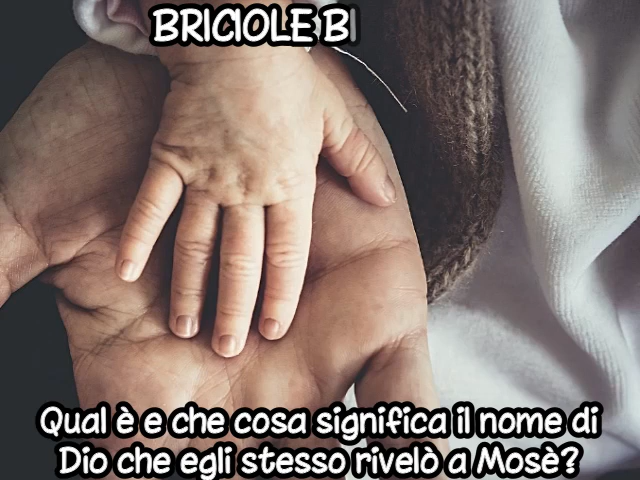 BRICIOLE B
Qual è e che cosa significa il nome di
Dio che egli stesso rivelò a Mosè?